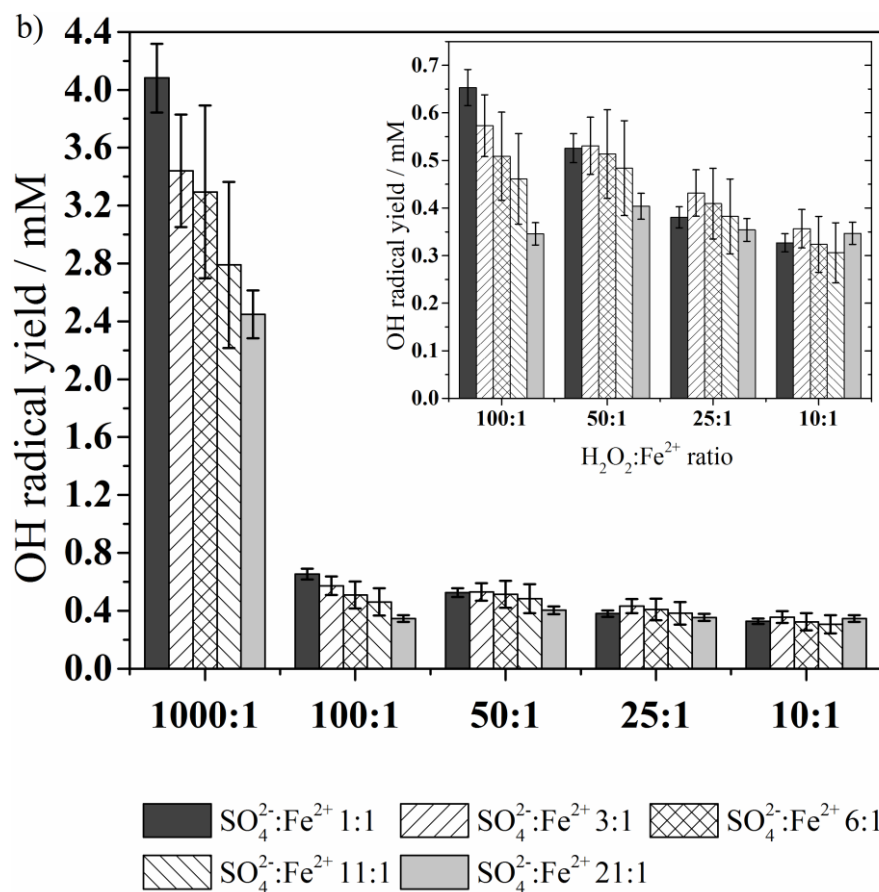 b)
OH radical yield / mM
4.4
4.0
3.6
3.2
2.8
2.4
2.0
1.6
1.2
0.8
0.4
0.0
1000:1 100:1 50:1 25:1 10:1
OH radical yield / mM
0.7
0.6
0.5
0.4
0.3
0.2
0.1
0.0
100:1 50:1 25:1 10:1
H₂O₂:Fe²⁺ ratio
SO₄²⁻:Fe²⁺ 1:1 SO₄²⁻:Fe²⁺ 3:1 SO₄²⁻:Fe²⁺ 6:1
SO₄²⁻:Fe²⁺ 11:1 SO₄²⁻:Fe²⁺ 21:1